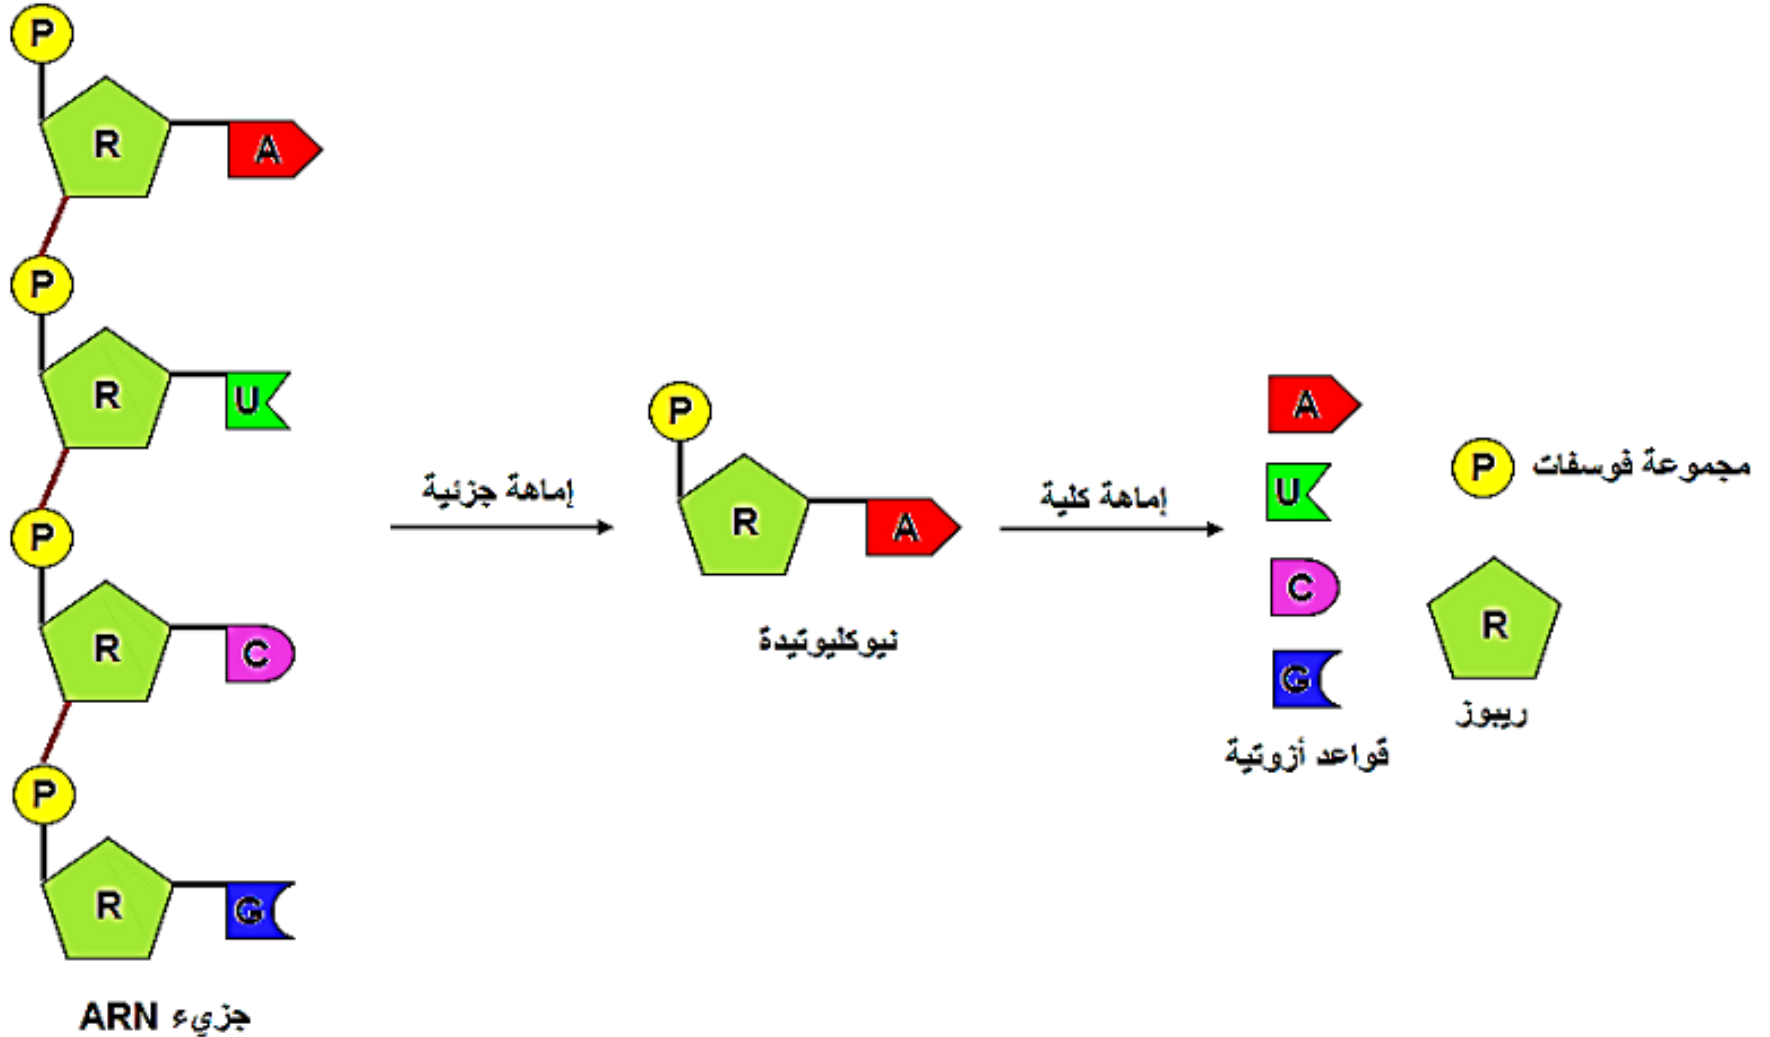 P
R
A
P
R
U
P
R
C
P
R
G
جزيء ARN
إماهة جزئية
P
R
A
نيوكليوتيدة
إماهة كلية
A
U
C
G
قواعد أزوتية
P
مجموعة فوسفات
R
ريبوز